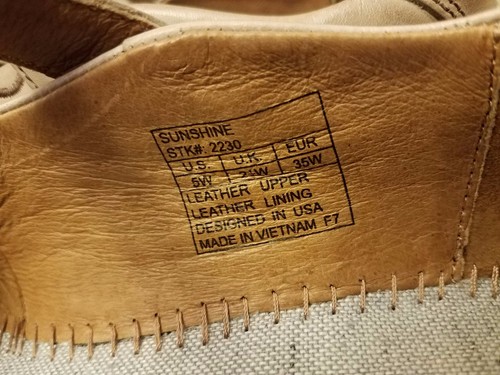 SUNSHINE
STK#: 2230
U.S. U.K. EUR
5W 35W
LEATHER UPPER
LEATHER LINING
DESIGNED IN USA
MADE IN VIETNAM F7